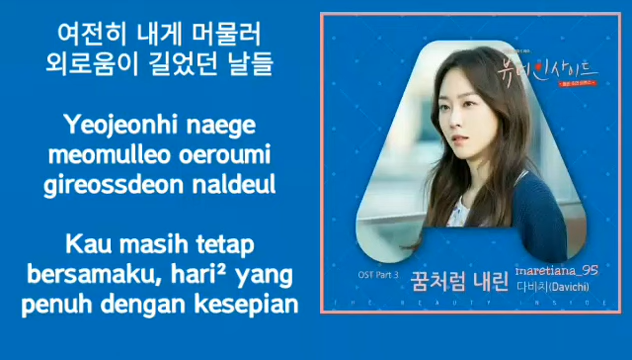 여전히 내게 머물러
외로움이 길었던 날들
Yeojeonhi naege
meomulleo oeroumi
gireossdeon naldeul
Kau masih tetap
bersamaku, hari² yang
penuh dengan kesepian
뷰티 인사이드
OST Part 3
꿈처럼 내린
maretiana_95
다비치(Davichi)
THE BEAUTY INSIDE